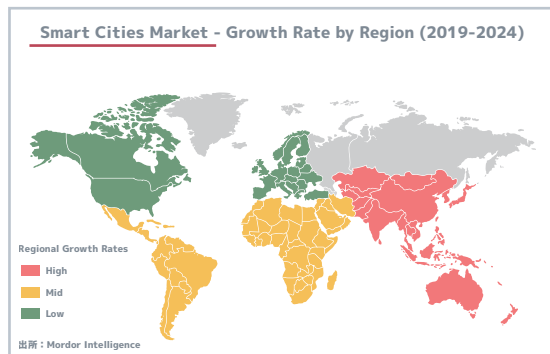 Smart Cities Market - Growth Rate by Region (2019-2024)
Regional Growth Rates
High
Mid
Low
出所：Mordor Intelligence